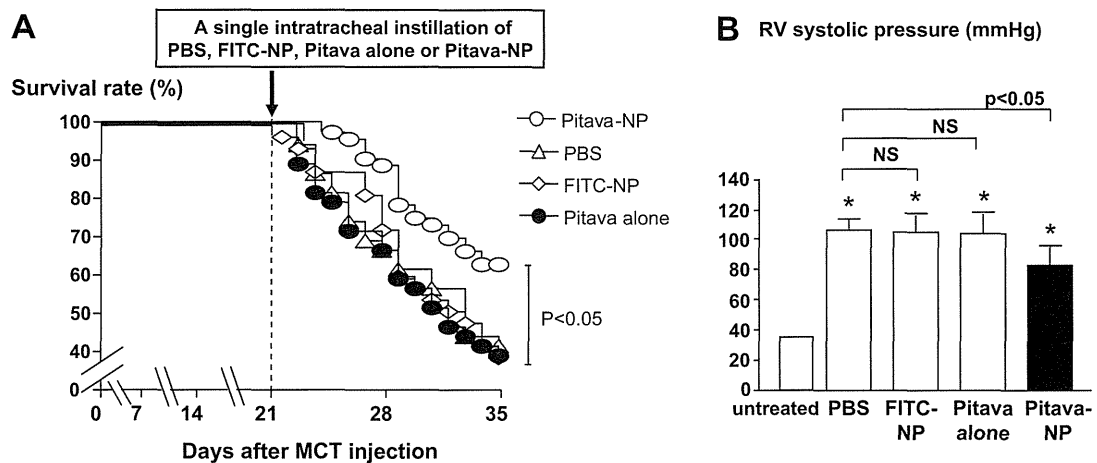 A
A single intratracheal instillation of
PBS, FITC-NP, Pitava alone or Pitava-NP
Survival rate (%)
100
90
80
70
60
50
40
0
0
7
14
21
28
35
Days after MCT injection
Pitava-NP
PBS
FITC-NP
Pitava alone
P<0.05
B RV systolic pressure (mmHg)
p<0.05
NS
NS
140
120
100
80
60
40
20
0
*
*
*
*
untreated
PBS
FITC-
NP
Pitava
alone
Pitava-
NP